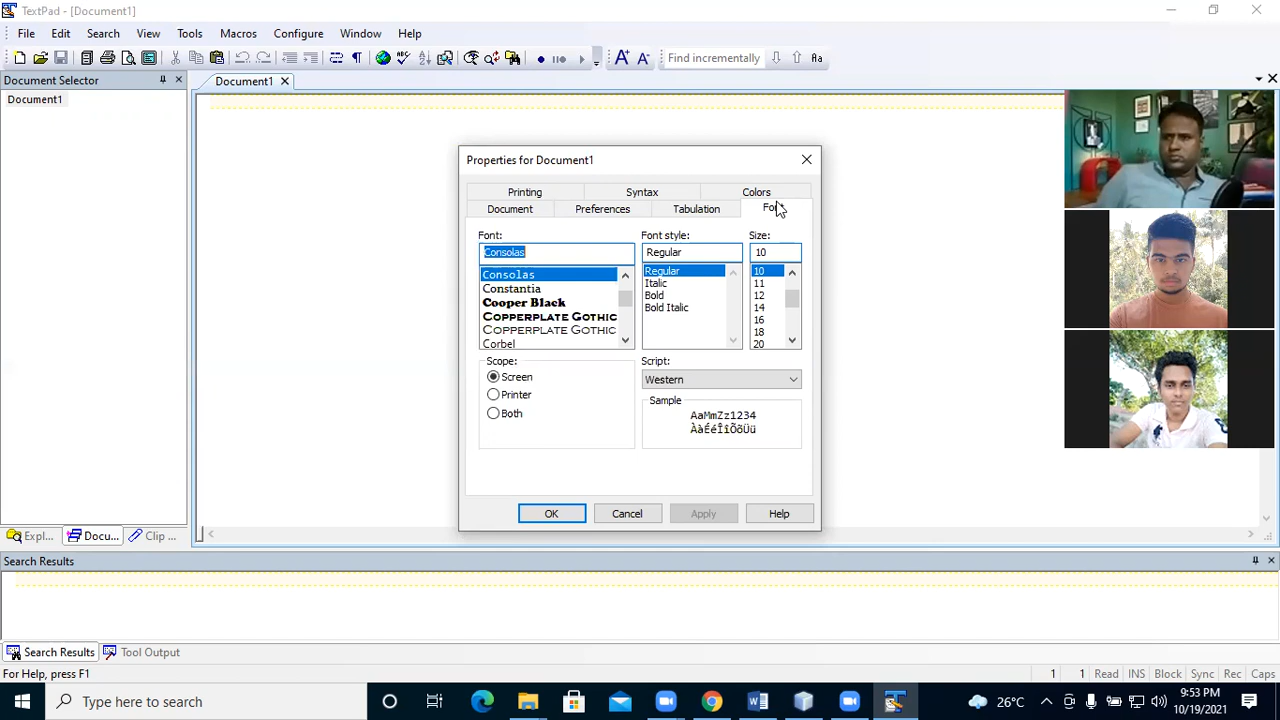 TextPad - [Document1]
File Edit Search View Tools Macros Configure Window Help
Find incrementally
Document Selector
Document1
Document1
Properties for Document1
Printing Syntax Colors
Document Preferences Tabulation
Font: Font style: Size:
Consolas Regular 10
Consolas Regular 10
Constantia Italic 11
Cooper Black Bold 12
COPPERPLATE GOTHIC Bold Italic 14
COPPERPLATE GOTHIC 16
Corbel 18
20
Scope: Script:
Screen Western
Printer Sample
Both AaMmZz1234
ÀàÉéÎîÕõÜü
OK Cancel Apply Help
Expl... Docu... Clip ...
Search Results
Search Results Tool Output
For Help, press F1 1 1 Read INS Block Sync Rec Caps
Type here to search 26°C 9:53 PM
10/19/2021